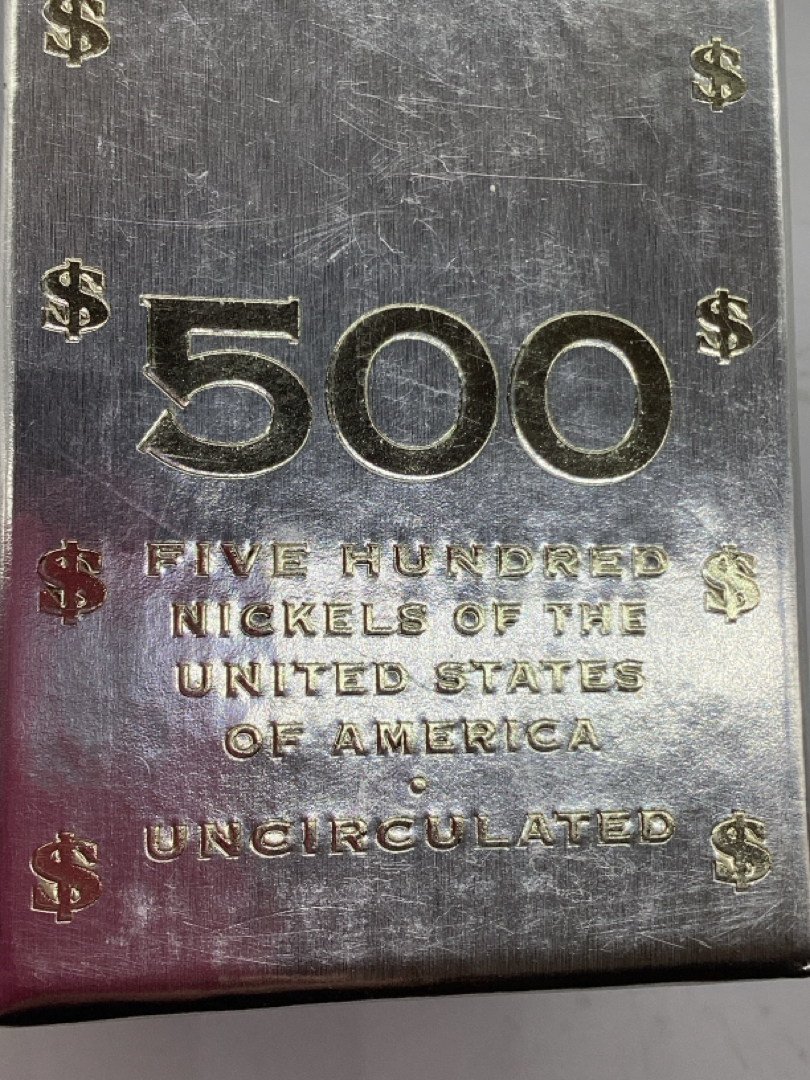 $ $
$ 500 $
$ FIVE HUNDRED $
NICKELS OF THE
UNITED STATES
OF AMERICA
•
$ UNCIRCULATED $